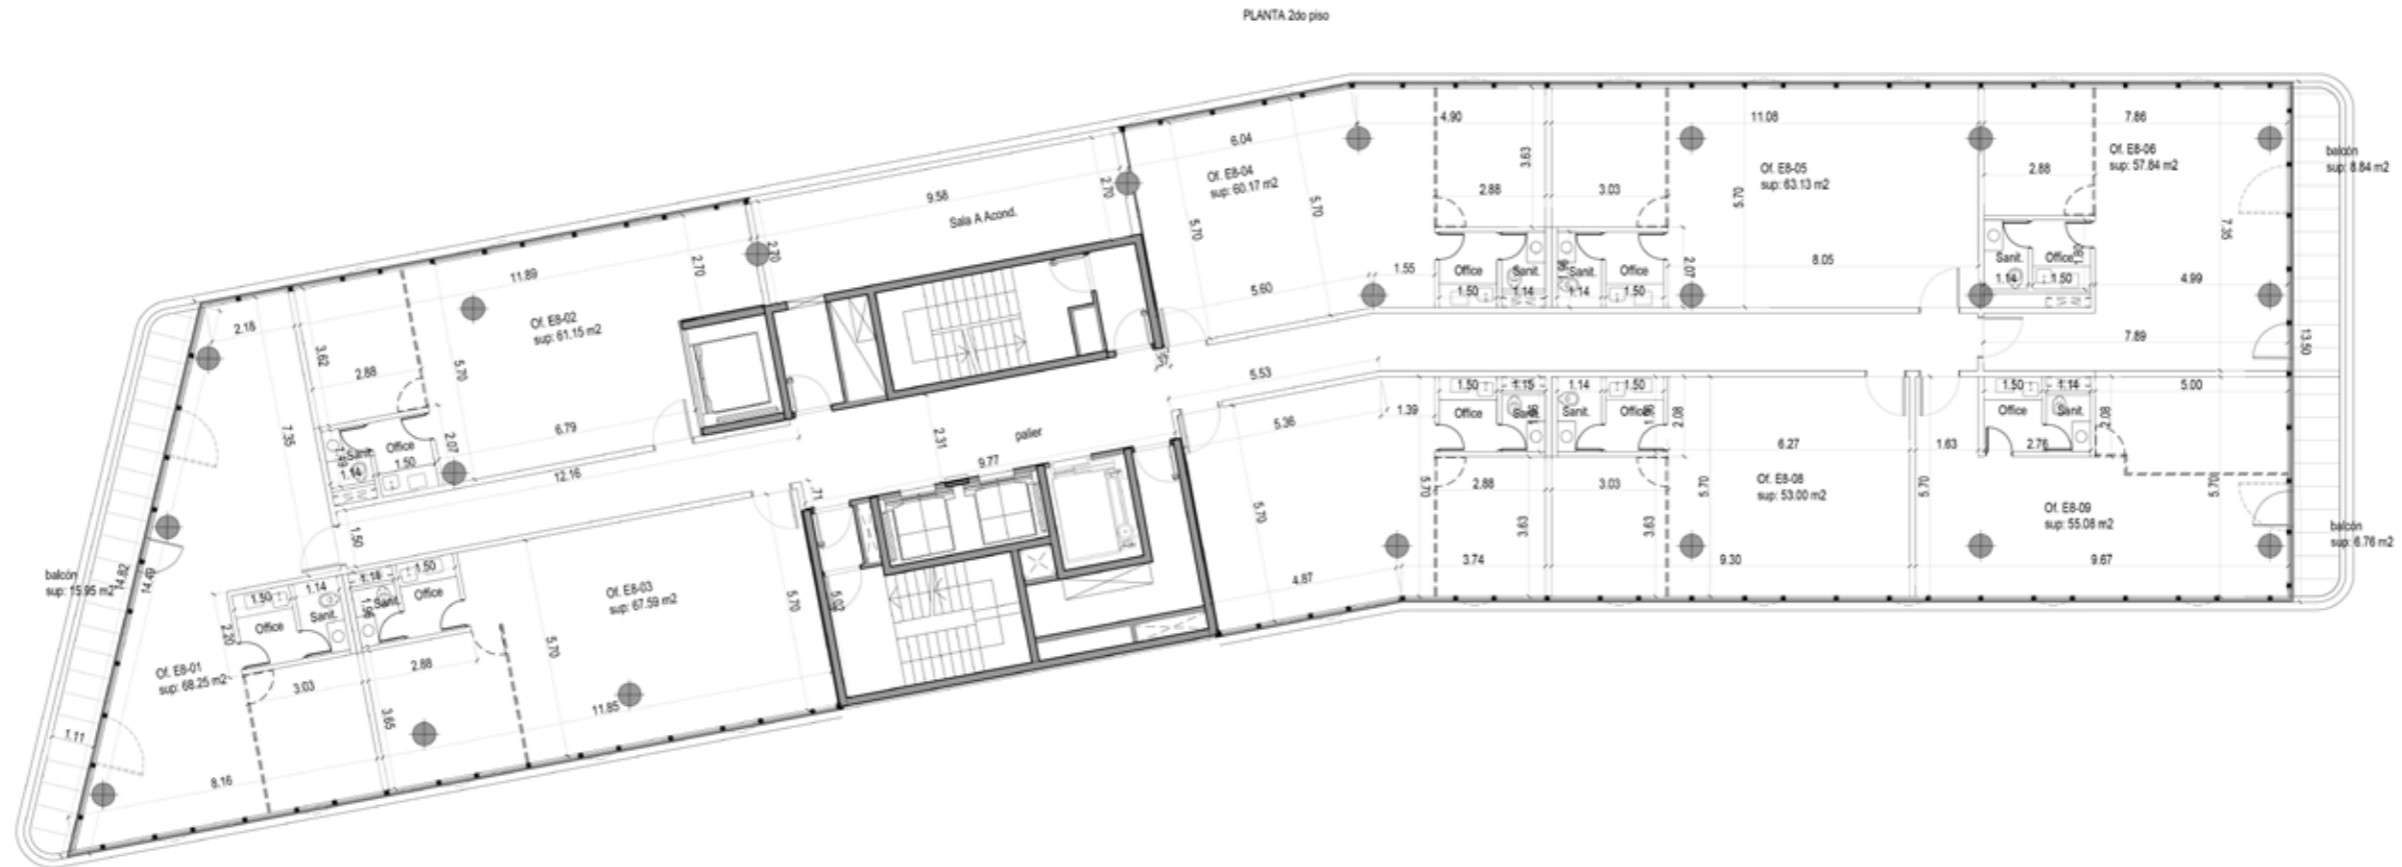 PLANTA 2do piso
4.90
11.08
7.86
6.04
Of. E8-04
sup: 60.17 m2
3.63
2.88
3.03
Of. E8-05
sup: 63.13 m2
5.70
2.88
Of. E8-06
sup: 57.84 m2
balcón
sup: 8.84 m2
9.58
Sala A Acond.
2.70
5.70
5.70
7.35
2.70
2.70
11.89
Of. E8-02
sup: 61.15 m2
2.18
3.62
2.88
5.70
1.55
Office
Sanit.
Sanit.
Office
1.50
1.14
1.14
1.50
2.07
8.05
Sanit.
Office
1.14
1.50
4.99
5.60
7.89
13.50
6.79
7.35
Sanit.
Office
1.14
1.50
1.49
2.07
12.16
2.31
palier
9.77
5.53
5.36
1.39
1.50
1.15
1.14
1.50
Office
Sanit.
Sanit.
Office
2.08
6.27
1.63
1.50
1.14
5.00
Office
Sanit.
2.08
2.76
2.88
3.03
5.70
5.70
5.70
5.70
5.70
3.63
3.63
Of. E8-08
sup: 53.00 m2
Of. E8-09
sup: 55.08 m2
balcón
sup: 6.76 m2
4.87
3.74
9.30
9.67
.71
1.50
balcón
sup: 15.95 m2
14.82
14.49
1.50
1.14
Office
Sanit.
2.20
1.18
1.50
Sanit.
Office
Of. E8-03
sup: 67.59 m2
5.70
5.02
5.70
Of. E8-01
sup: 68.25 m2
3.03
2.88
3.65
11.85
1.11
8.16